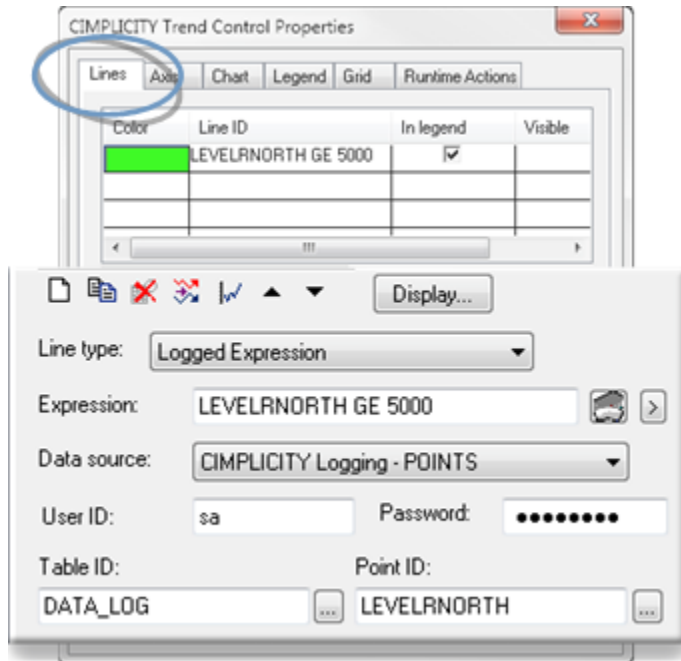 CIMPLICITY Trend Control Properties
Lines Axis Chart Legend Grid Runtime Actions
Color Line ID In legend Visible
LEVELRNORTH GE 5000
Display...
Line type: Logged Expression
Expression: LEVELRNORTH GE 5000
Data source: CIMPLICITY Logging - POINTS
User ID: sa Password: ●●●●●●●●
Table ID: Point ID:
DATA_LOG ... LEVELRNORTH ...